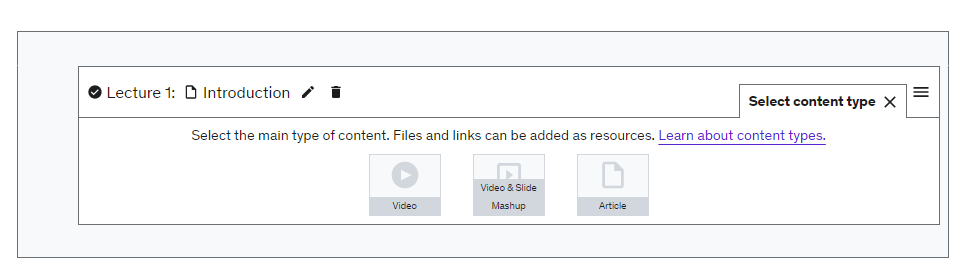 Lecture 1: Introduction
Select content type
Select the main type of content. Files and links can be added as resources. Learn about content types.
Video
Video & Slide
Mashup
Article